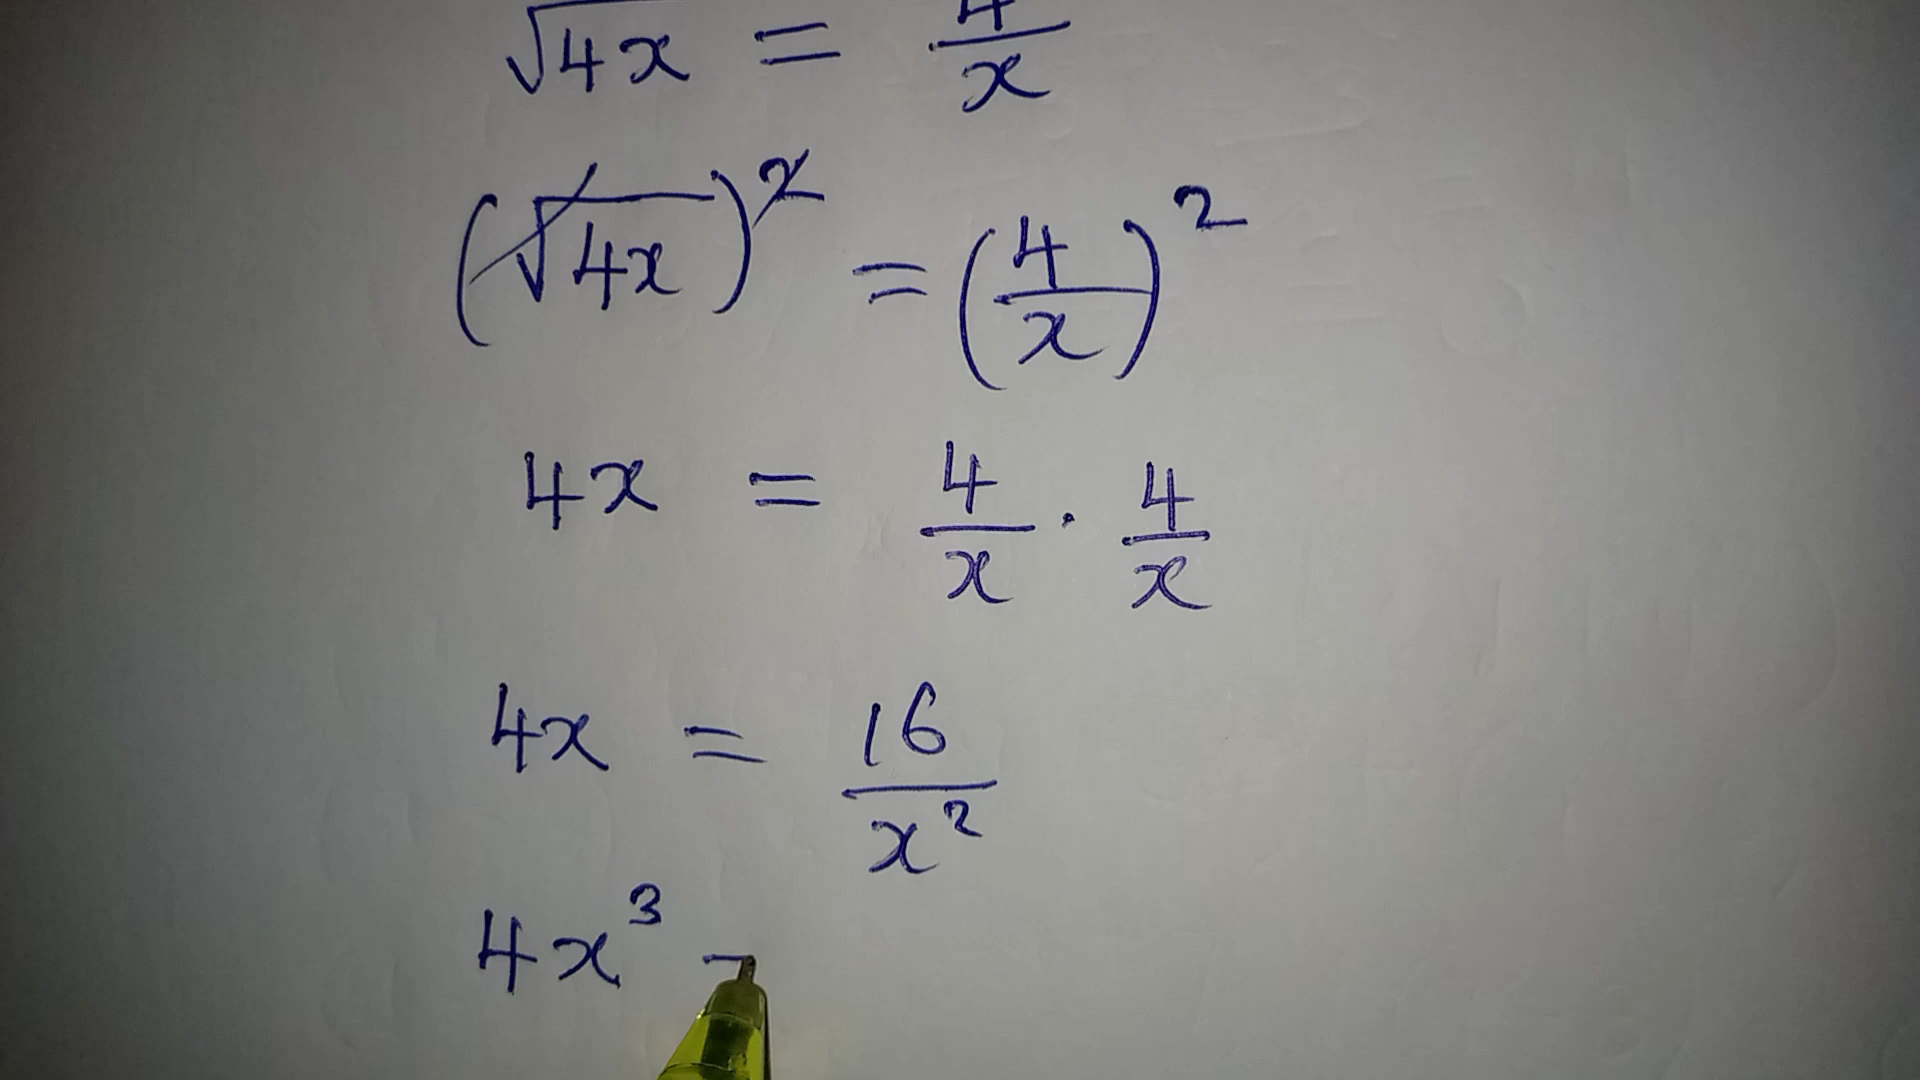 √4x = 4/x
(√4x)² = (4/x)²
4x = 4/x · 4/x
4x = 16/x²
4x³ -